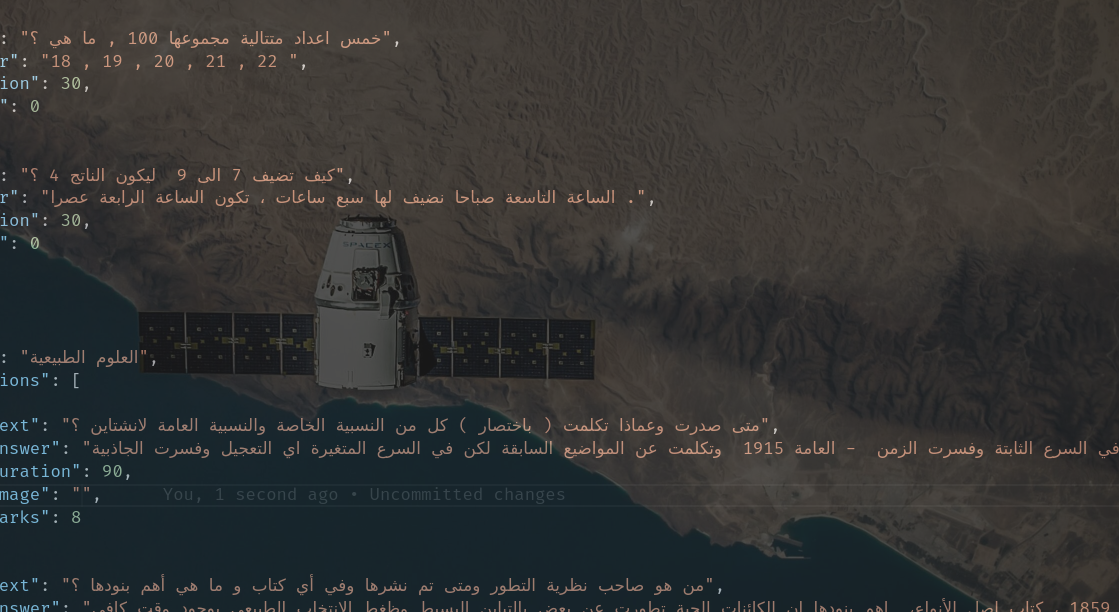 : "خمس اعداد متتالية مجموعها 100 , ما هي ؟",
r": "18 , 19 , 20 , 21 , 22 ",
ion": 30,
": 0
: "كيف تضيف 7 الى 9  ليكون الناتج 4 ؟",
r": "الساعة التاسعة صباحا نضيف لها سبع ساعات ، تكون الساعة الرابعة عصرا .",
ion": 30,
": 0
SPACEX
: "العلوم الطبيعية",
ions": [
ext": "متى صدرت وعماذا تكلمت ( باختصار ) كل من النسبية الخاصة والنسبية العامة لانشتاين ؟",
nswer": "في السرع الثابتة وفسرت الزمن  - العامة 1915  وتكلمت عن المواضيع السابقة لكن في السرع المتغيرة اي التعجيل وفسرت الجاذبية
uration": 90,
mage": "",     You, 1 second ago • Uncommitted changes
arks": 8
ext": "من هو صاحب نظرية التطور ومتى تم نشرها وفي أي كتاب و ما هي أهم بنودها ؟",
nswer": "1859 ، كتاب اصل الأنواع، اهم بنودها ان الكائنات الحية تطورت عن بعض بالتباين البسيط وظغط الانتخاب الطبيعي بوجود وقت كافي